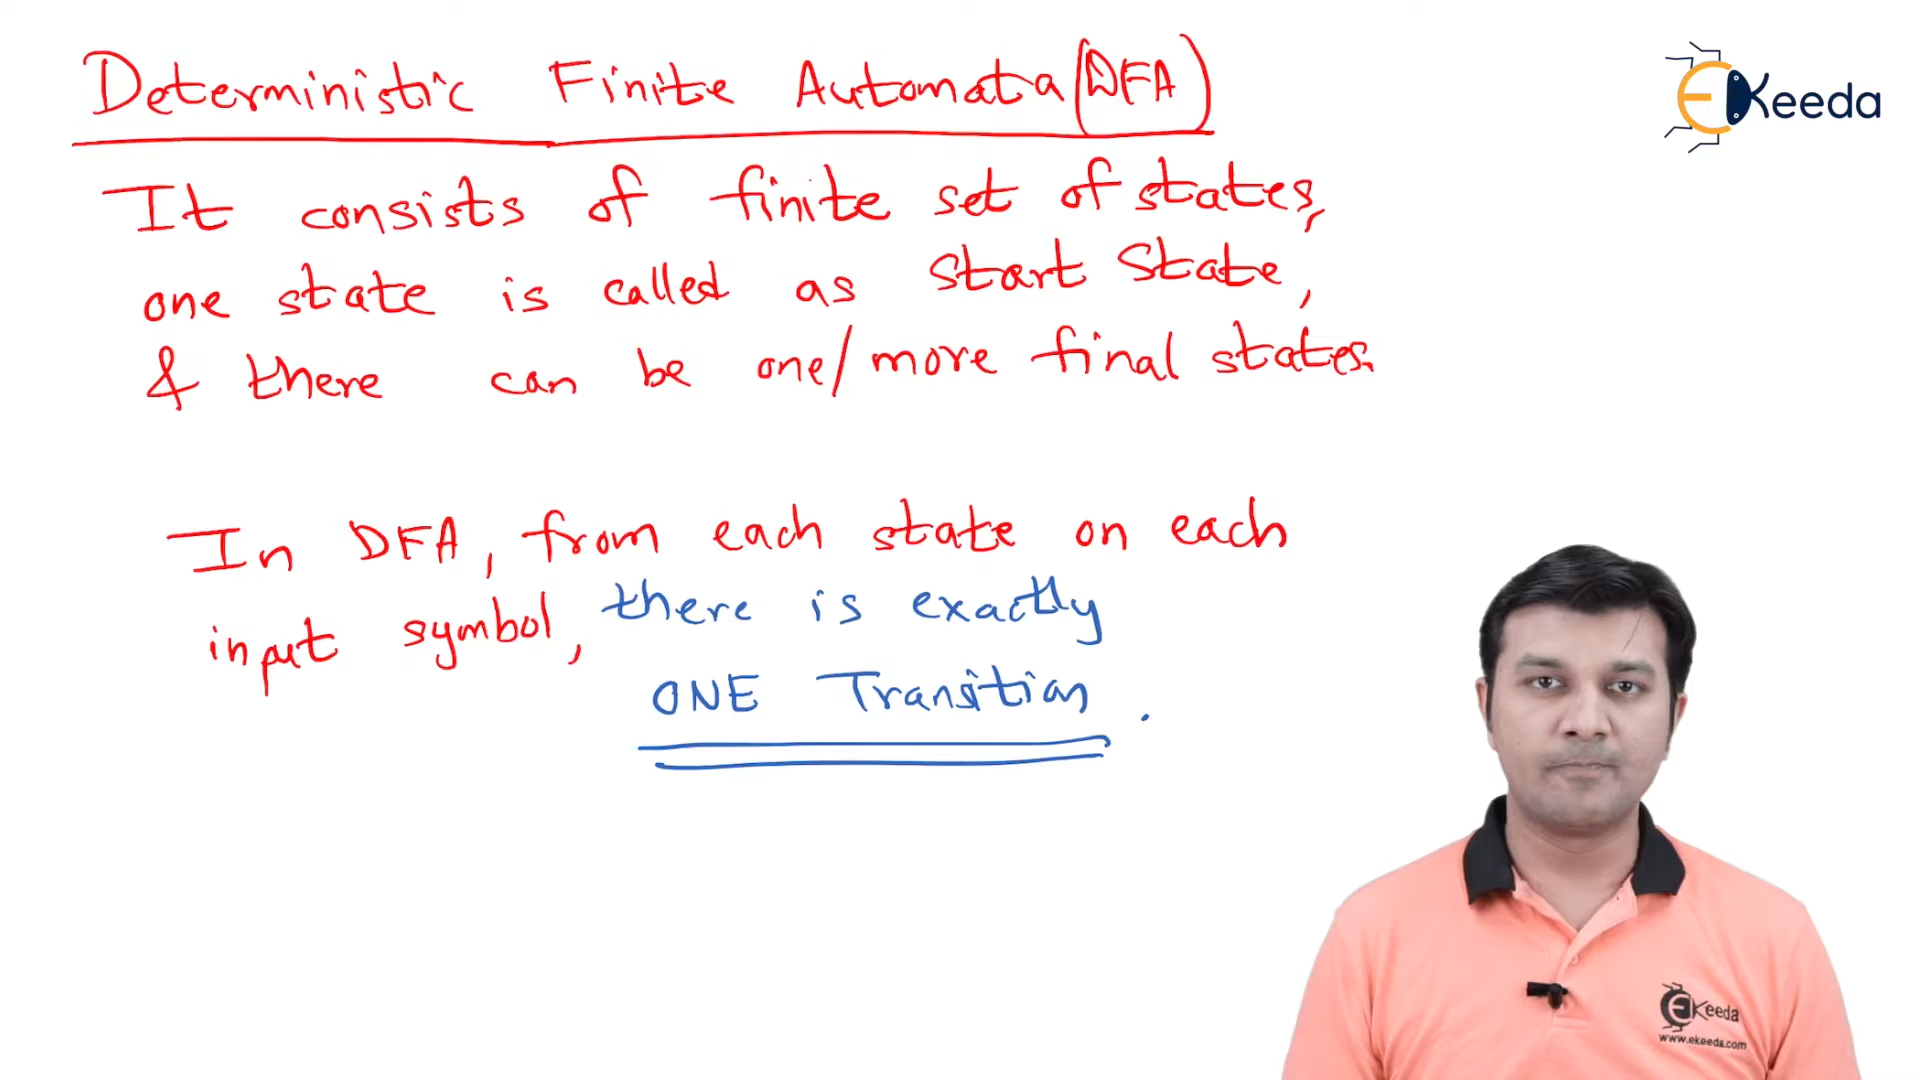 Deterministic Finite Automata (DFA)
EKeeda
It consists of finite set of states,
one state is called as start state,
& there can be one/more final states.
In DFA, from each state on each
input symbol, there is exactly
ONE Transition.
EKeeda
www.ekeeda.com